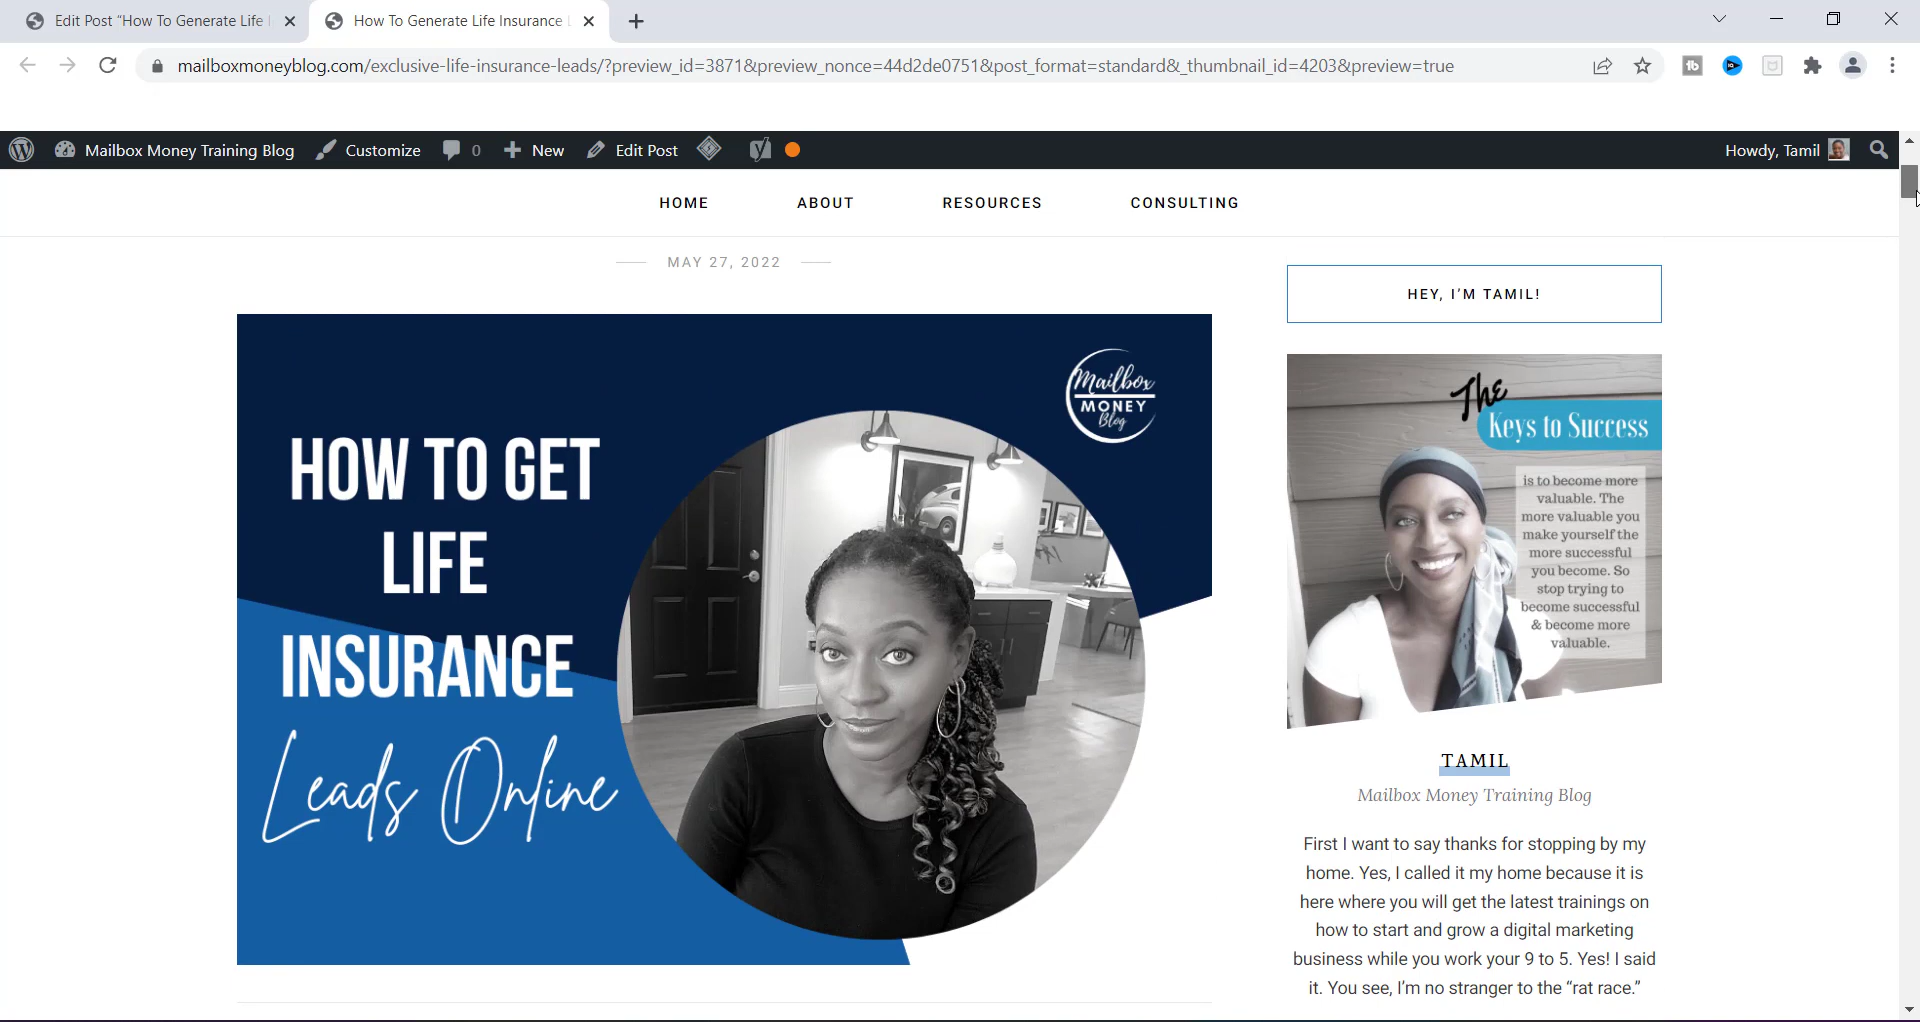 Edit Post “How To Generate Life
How To Generate Life Insurance
mailboxmoneyblog.com/exclusive-life-insurance-leads/?preview_id=3871&preview_nonce=44d2de0751&post_format=standard&_thumbnail_id=4203&preview=true
Mailbox Money Training Blog
Customize
0
New
Edit Post
Howdy, Tamil
HOME
ABOUT
RESOURCES
CONSULTING
MAY 27, 2022
HOW TO GET
LIFE
INSURANCE
Leads Online
Mailbox
MONEY
Blog
HEY, I’M TAMIL!
The
Keys to Success
is to become more
valuable. The
more valuable you
make yourself the
more successful
you become. So
stop trying to
become successful
& become more
valuable.
TAMIL
Mailbox Money Training Blog
First I want to say thanks for stopping by my
home. Yes, I called it my home because it is
here where you will get the latest trainings on
how to start and grow a digital marketing
business while you work your 9 to 5. Yes! I said
it. You see, I’m no stranger to the “rat race.”